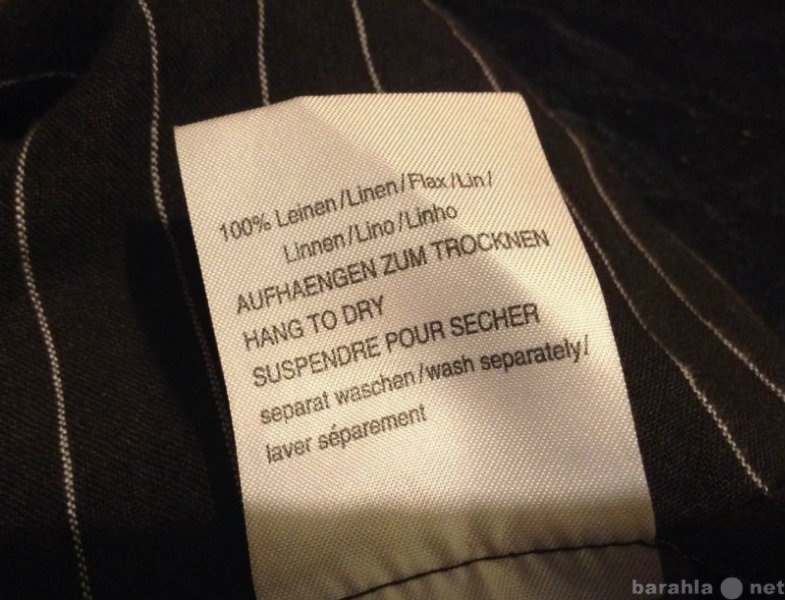 100% Leinen/Linen/Flax/Lin/
Linnen/Lino/Linho
AUFHAENGEN ZUM TROCKNEN
HANG TO DRY
SUSPENDRE POUR SECHER
separat waschen/wash separately/
laver séparement
barahla net